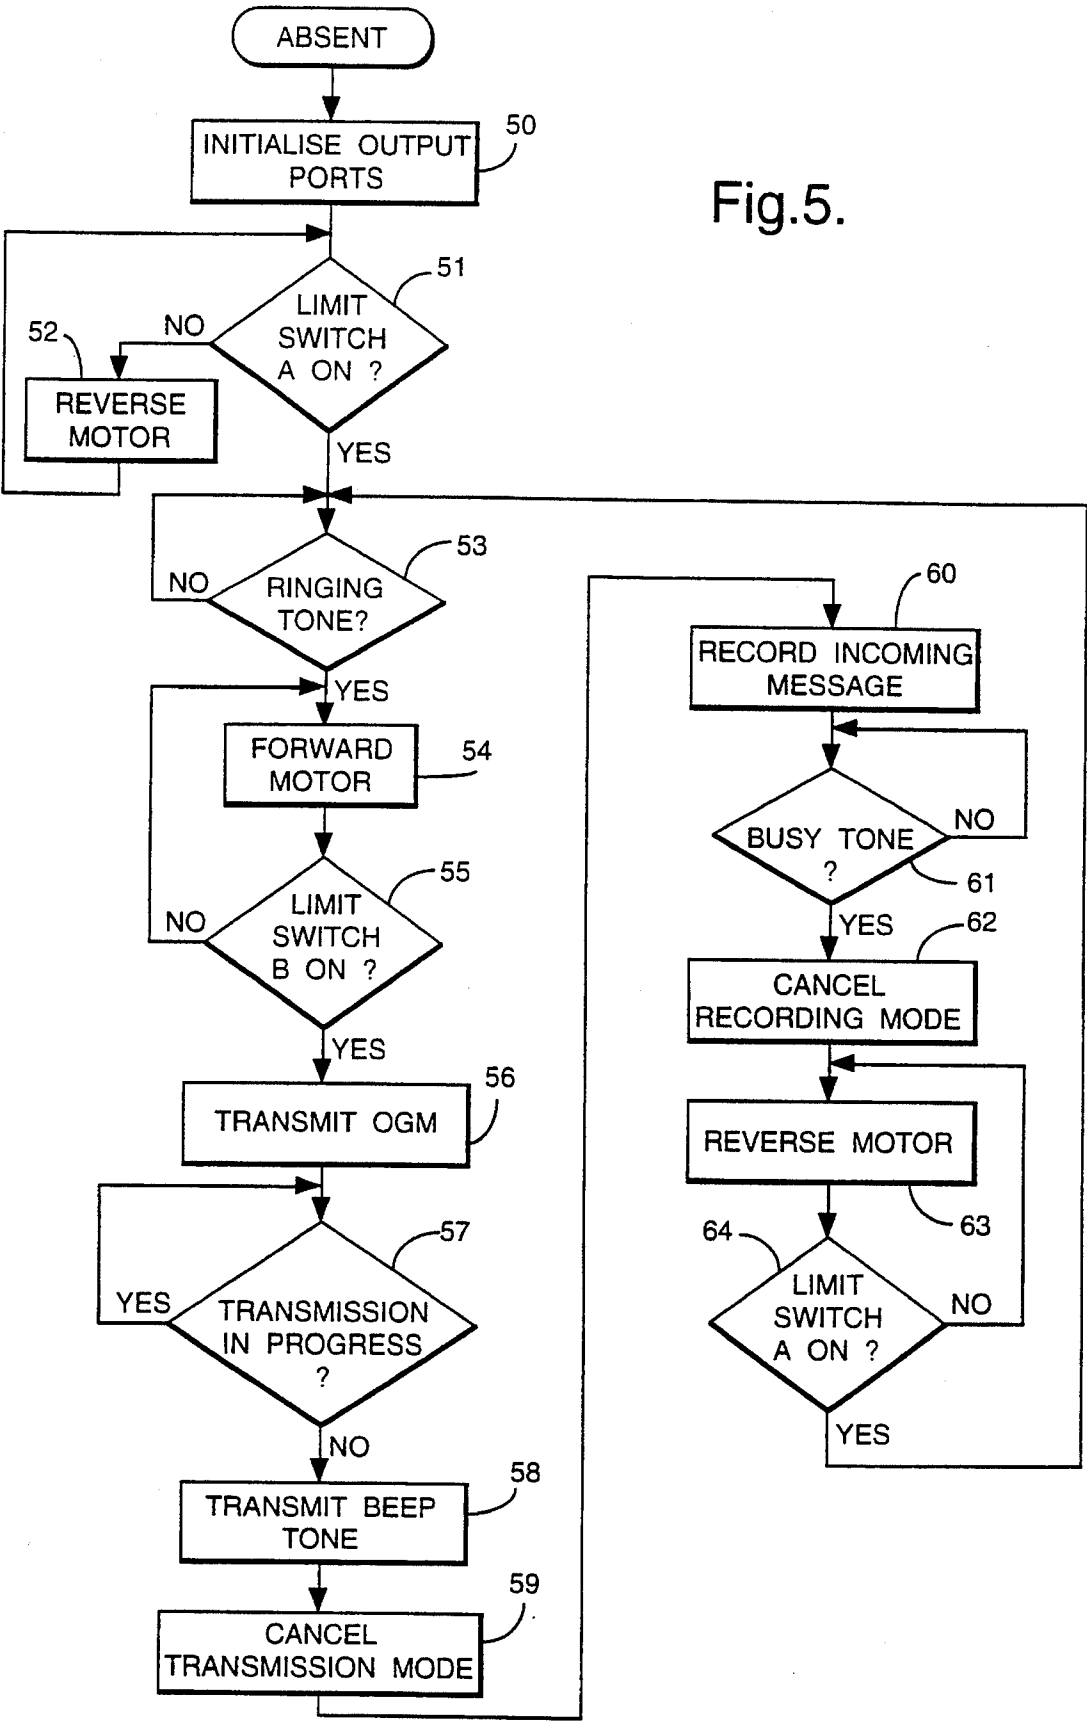 ABSENT
INITIALISE OUTPUT
PORTS
50
Fig.5.
51
LIMIT
SWITCH
A ON ?
NO
52
REVERSE
MOTOR
YES
53
RINGING
TONE?
NO
YES
FORWARD
MOTOR
54
55
LIMIT
SWITCH
B ON ?
NO
YES
56
TRANSMIT OGM
57
TRANSMISSION
IN PROGRESS
?
YES
NO
58
TRANSMIT BEEP
TONE
59
CANCEL
TRANSMISSION MODE
60
RECORD INCOMING
MESSAGE
BUSY TONE
?
NO
61
YES
62
CANCEL
RECORDING MODE
REVERSE MOTOR
63
64
LIMIT
SWITCH
A ON ?
NO
YES